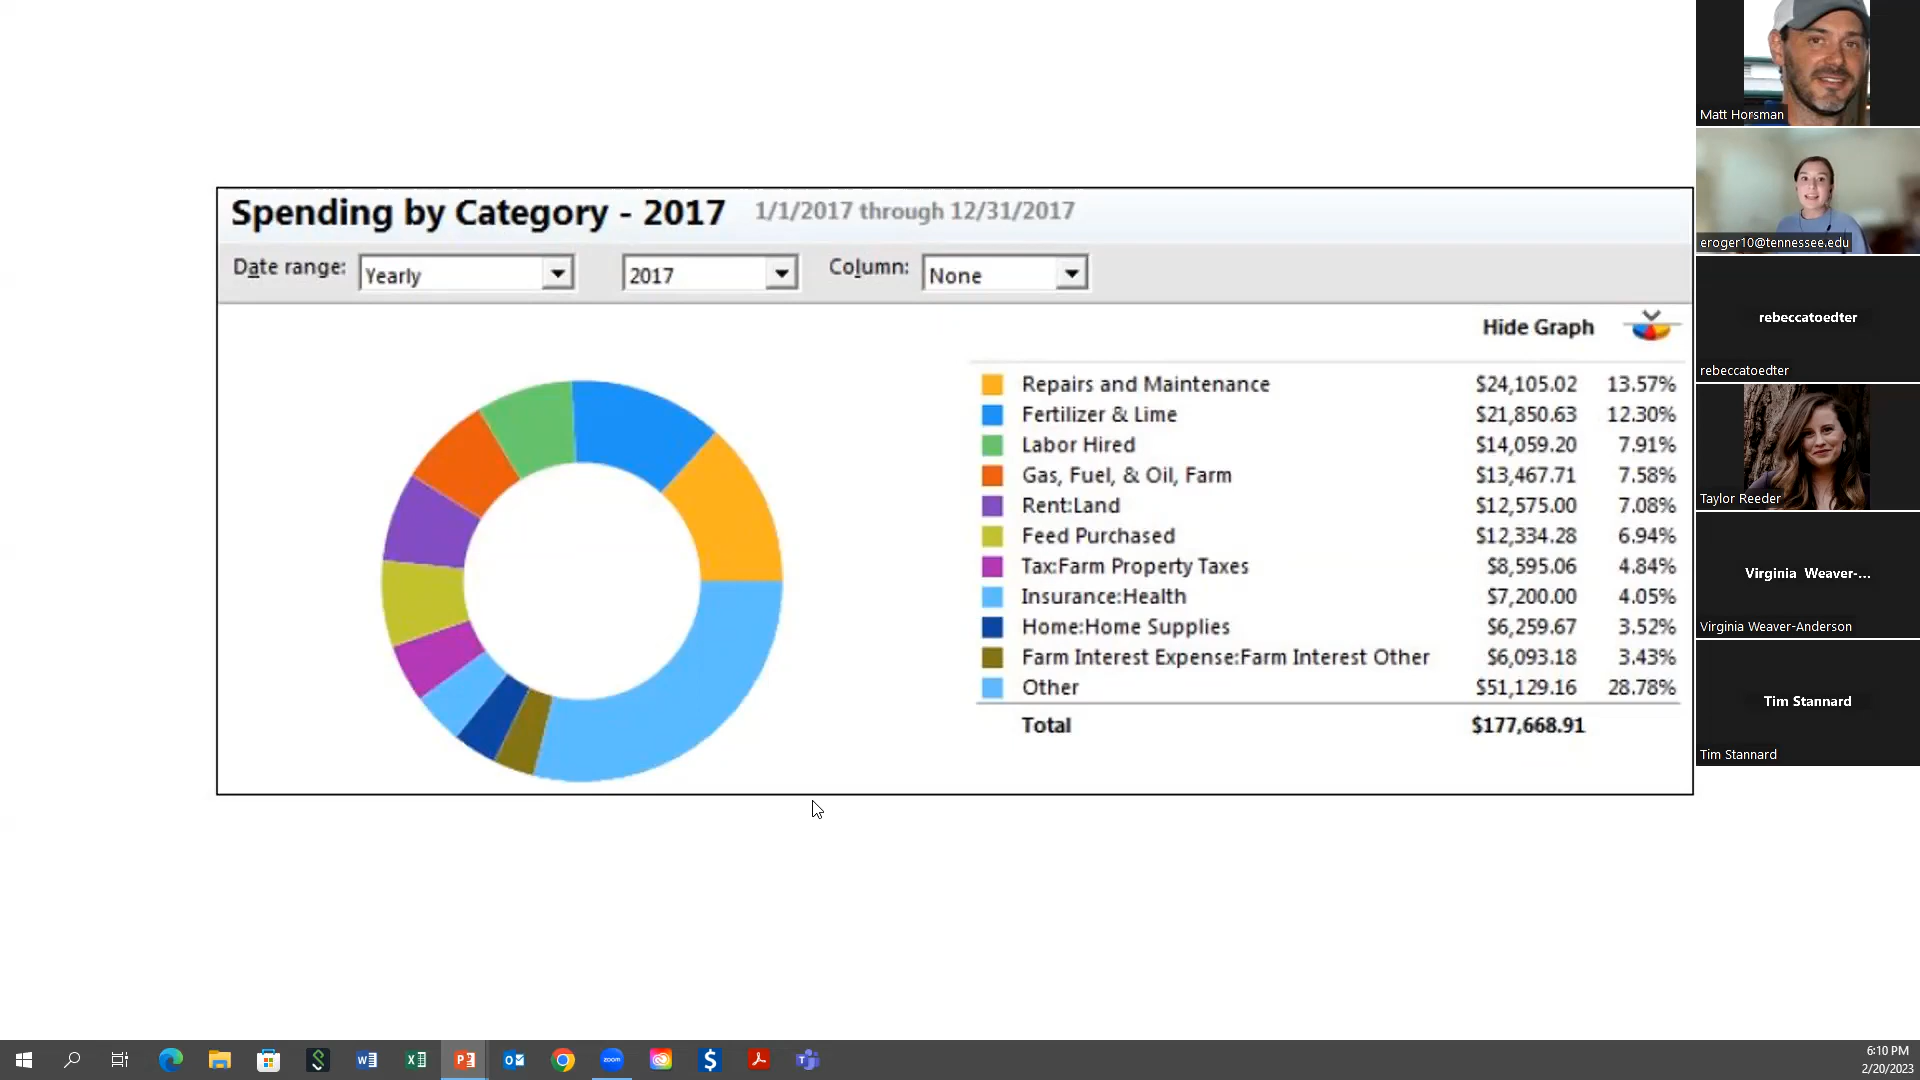 Spending by Category - 2017 1/1/2017 through 12/31/2017
Date range: Yearly 2017 Column: None
Hide Graph
Repairs and Maintenance $24,105.02 13.57%
Fertilizer & Lime $21,850.63 12.30%
Labor Hired $14,059.20 7.91%
Gas, Fuel, & Oil, Farm $13,467.71 7.58%
Rent:Land $12,575.00 7.08%
Feed Purchased $12,334.28 6.94%
Tax:Farm Property Taxes $8,595.06 4.84%
Insurance:Health $7,200.00 4.05%
Home:Home Supplies $6,259.67 3.52%
Farm Interest Expense:Farm Interest Other $6,093.18 3.43%
Other $51,129.16 28.78%
Total $177,668.91
Matt Horsman
eroger10@tennessee.edu
rebeccatoedter
rebeccatoedter
Taylor Reeder
Virginia Weaver-...
Virginia Weaver-Anderson
Tim Stannard
Tim Stannard
zoom
6:10 PM
2/20/2023